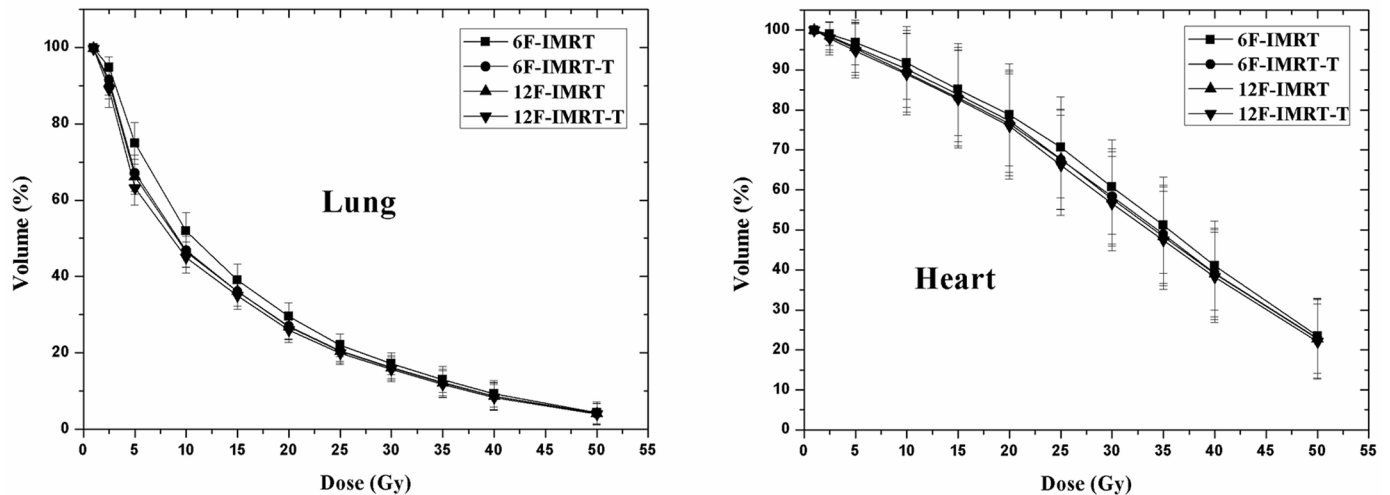 100
80
60
40
20
0
0 5 10 15 20 25 30 35 40 45 50 55
Volume (%)
Dose (Gy)
Lung
6F-IMRT
6F-IMRT-T
12F-IMRT
12F-IMRT-T
100
90
80
70
60
50
40
30
20
10
0
0 5 10 15 20 25 30 35 40 45 50 55
Volume (%)
Dose (Gy)
Heart
6F-IMRT
6F-IMRT-T
12F-IMRT
12F-IMRT-T